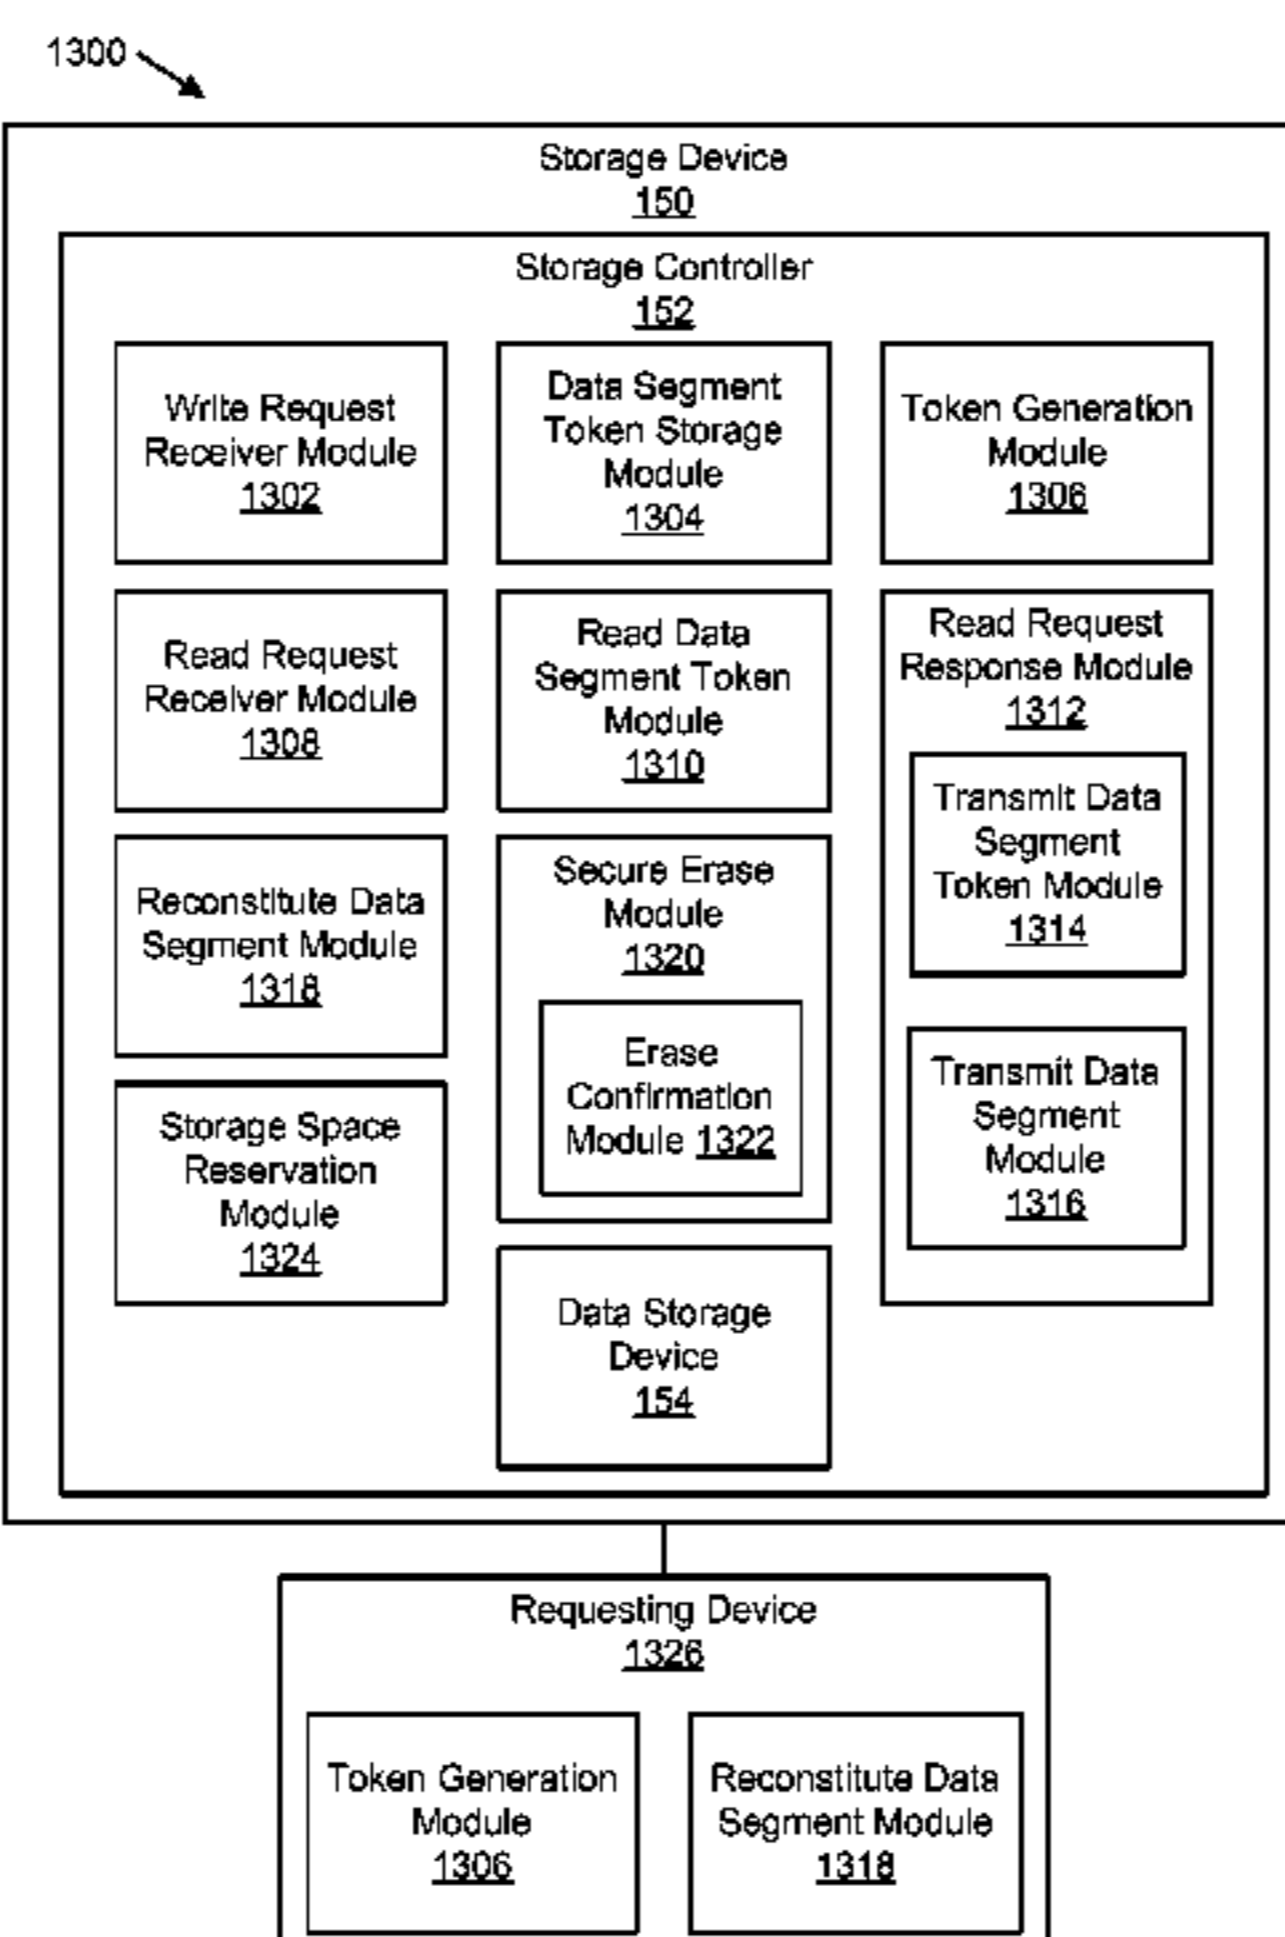 1300
Storage Device
150
Storage Controller
152
Write Request
Receiver Module
1302
Data Segment
Token Storage
Module
1304
Token Generation
Module
1306
Read Request
Receiver Module
1308
Read Data
Segment Token
Module
1310
Read Request
Response Module
1312
Transmit Data
Segment
Token Module
1314
Transmit Data
Segment
Module
1316
Reconstitute Data
Segment Module
1318
Secure Erase
Module
1320
Erase
Confirmation
Module 1322
Storage Space
Reservation
Module
1324
Data Storage
Device
154
Requesting Device
1326
Token Generation
Module
1306
Reconstitute Data
Segment Module
1318